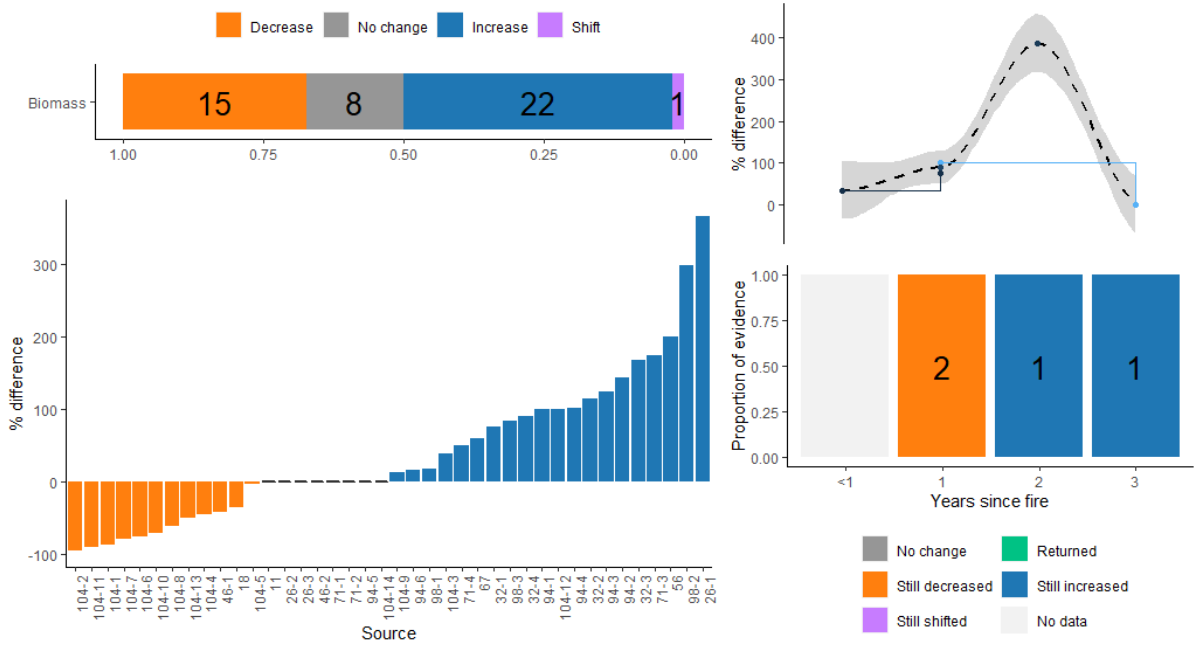 Decrease No change Increase Shift
Biomass
15 8 22 1
1.00 0.75 0.50 0.25 0.00
% difference
300
200
100
0
-100
104-2 104-11 104-1 104-7 104-6 104-10 104-8 104-13 104-4 46-1 18 104-5 11 26-2 26-3 46-2 71-1 71-2 94-5 104-14 104-9 94-6 98-1 104-3 71-4 67 32-1 98-3 32-4 94-1 104-12 94-4 32-2 94-3 94-2 32-3 71-3 56 98-2 26-1
Source
% difference
400
300
200
100
0
Proportion of evidence
1.00
0.75
0.50
0.25
0.00
2 1 1
<1 1 2 3
Years since fire
No change Returned
Still decreased Still increased
Still shifted No data